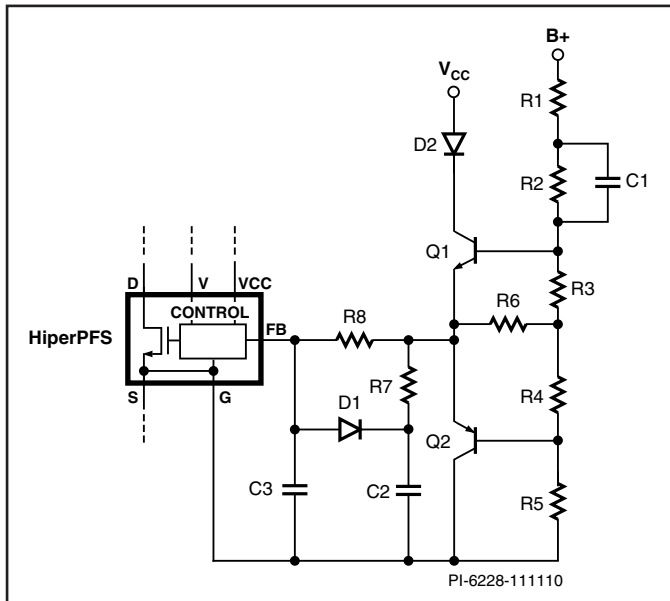 B+
VCC
R1
D2
R2
C1
Q1
R3
D
V
VCC
R6
CONTROL
R8
HiperPFS
FB
R4
R7
S
G
D1
Q2
C3
C2
R5
PI-6228-111110